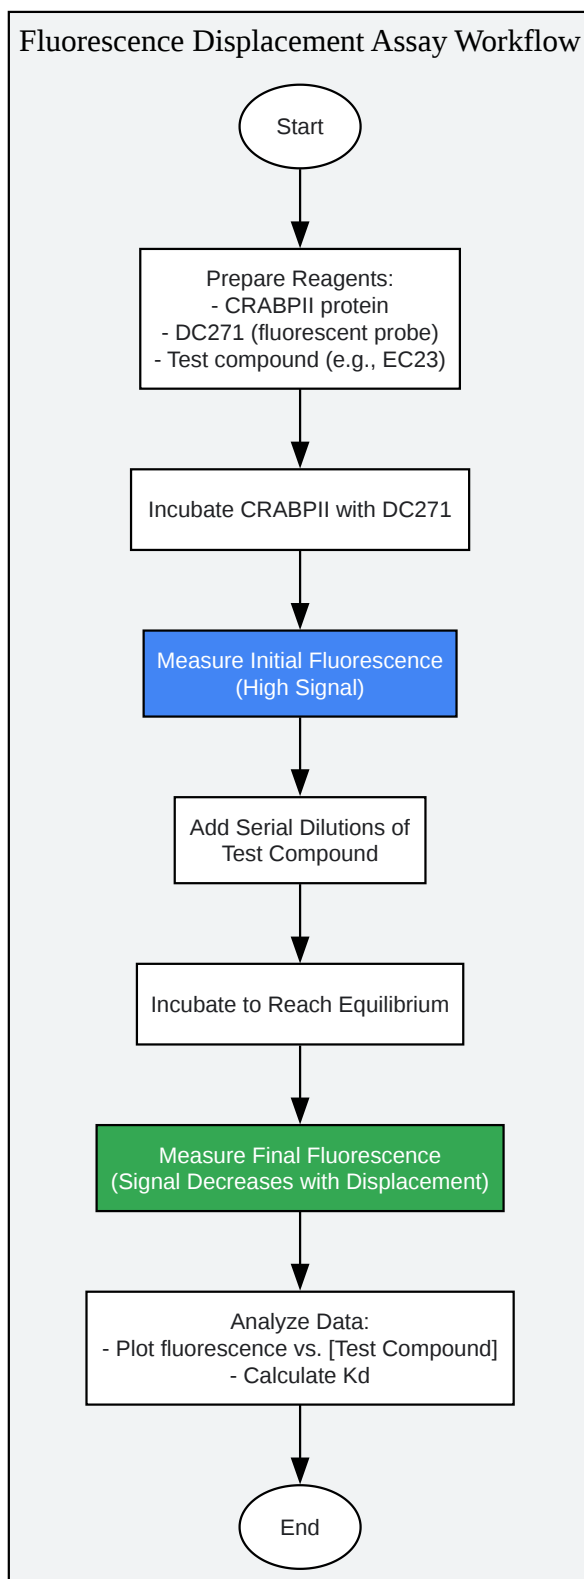 Fluorescence Displacement Assay Workflow
Start
Prepare Reagents:
- CRABPII protein
- DC271 (fluorescent probe)
- Test compound (e.g., EC23)
Incubate CRABPII with DC271
Measure Initial Fluorescence
(High Signal)
Add Serial Dilutions of
Test Compound
Incubate to Reach Equilibrium
Measure Final Fluorescence
(Signal Decreases with Displacement)
Analyze Data:
- Plot fluorescence vs. [Test Compound]
- Calculate Kd
End